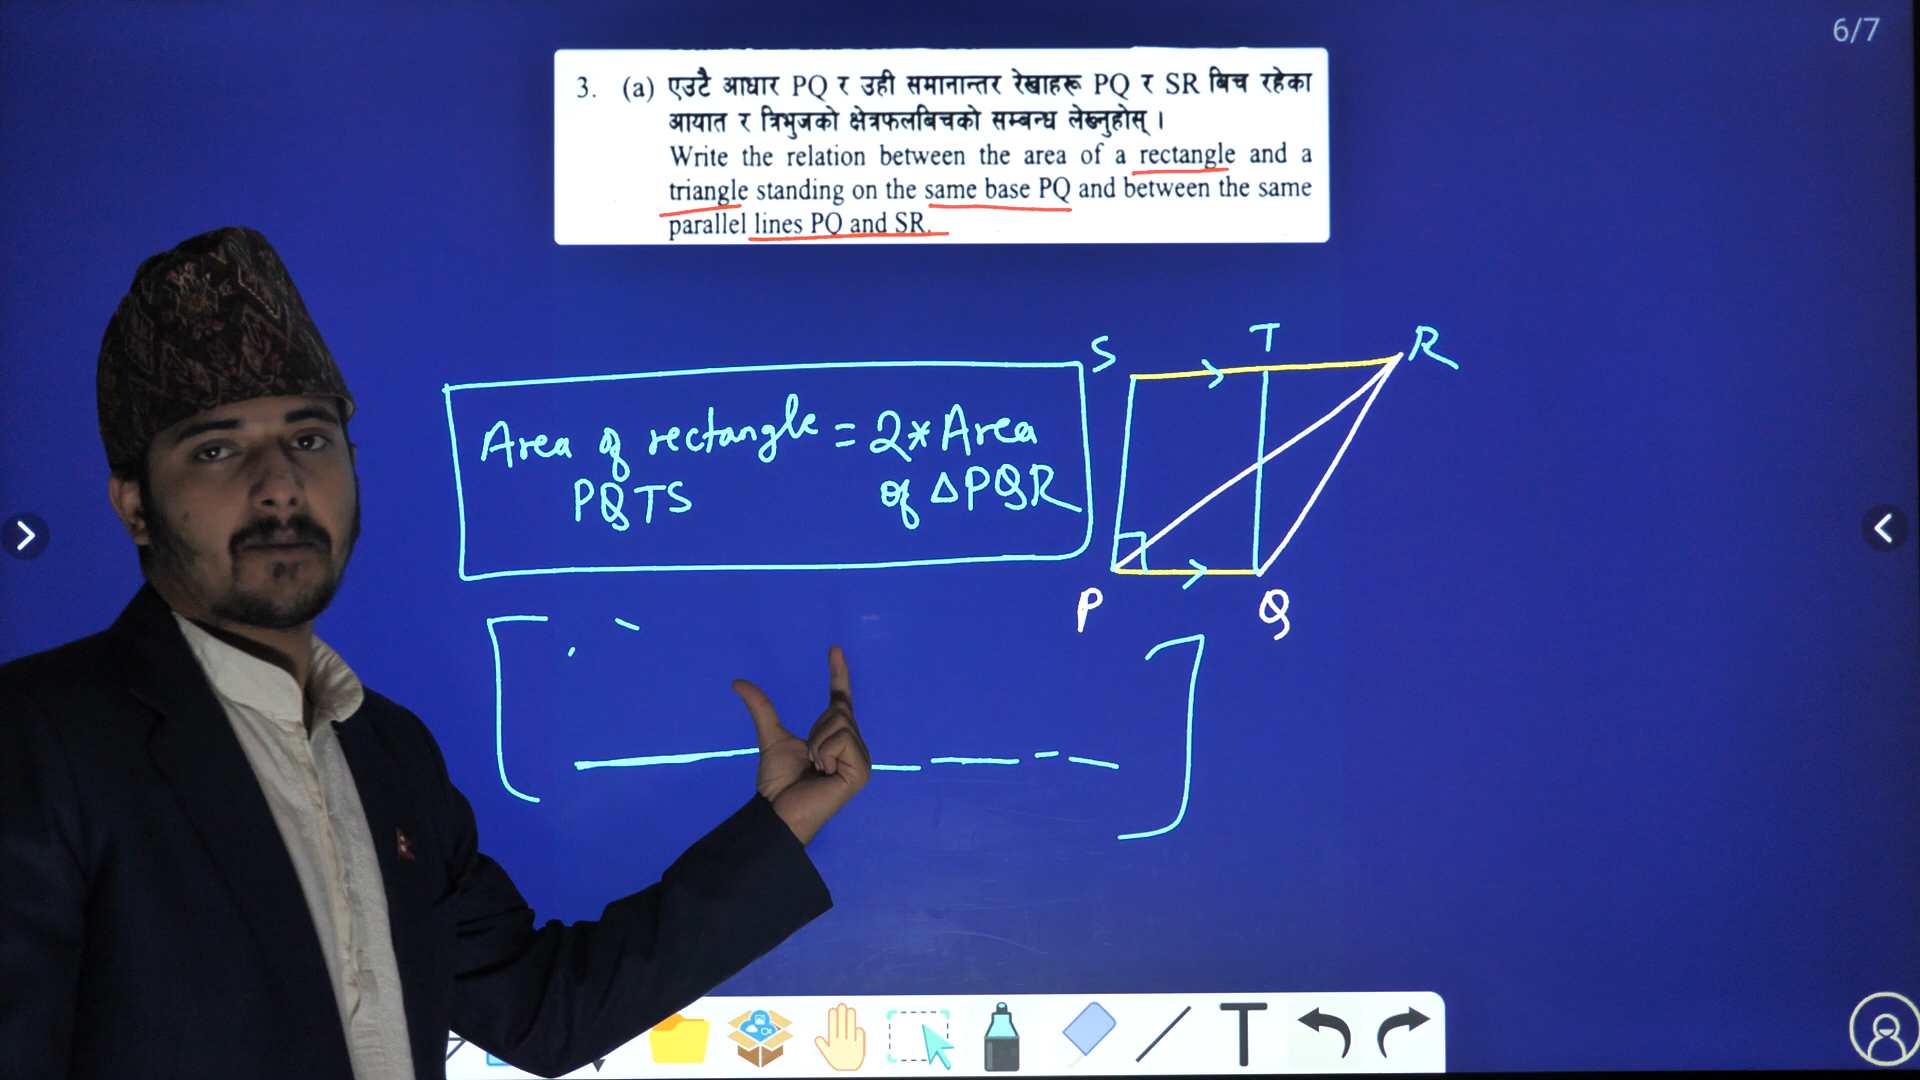 6/7
3. (a) एउटै आधार PQ र उही समानान्तर रेखाहरू PQ र SR बिच रहेका
आयात र त्रिभुजको क्षेत्रफलबिचको सम्बन्ध लेख्नुहोस् ।
Write the relation between the area of a rectangle and a
triangle standing on the same base PQ and between the same
parallel lines PQ and SR.
S T R
Area of rectangle = 2* Area
PQTS of ΔPQR
P Q
T